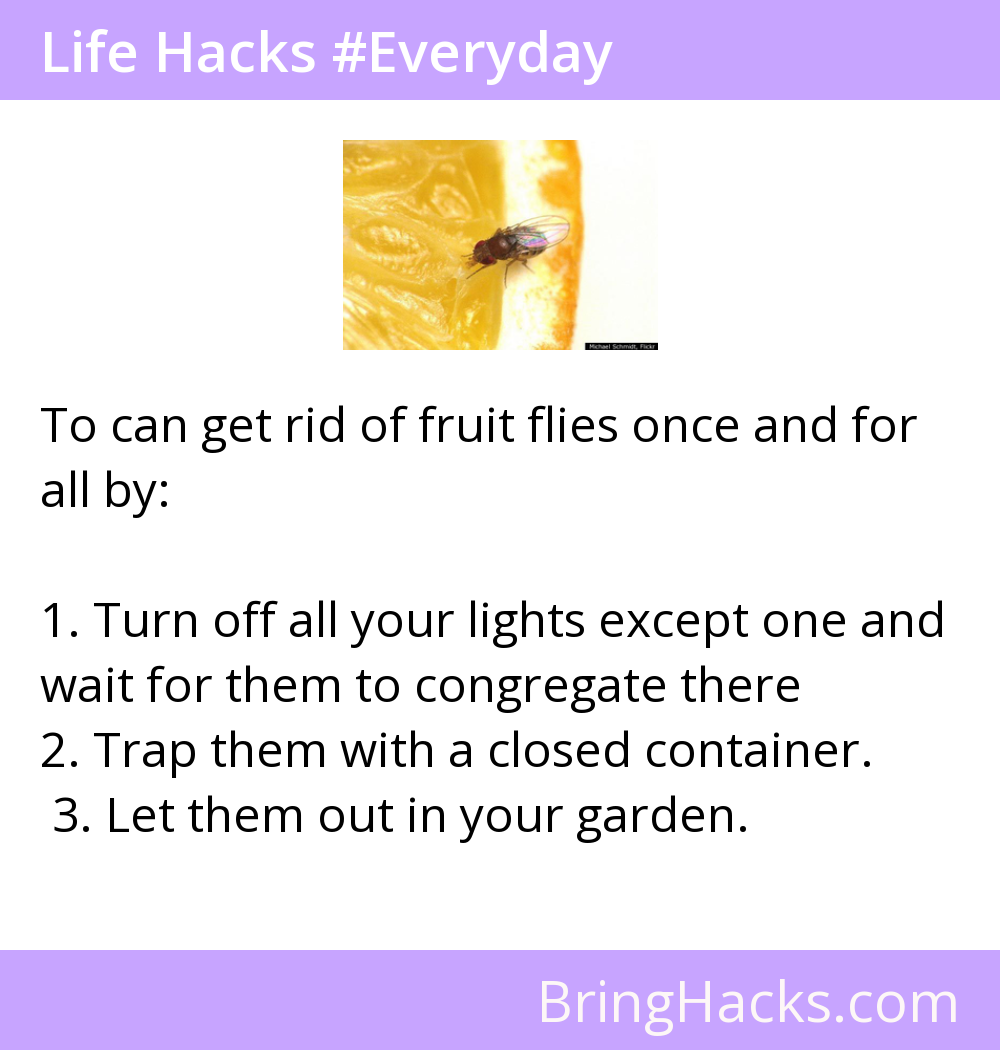 Life Hacks #Everyday
Michael Schmidt, Flickr
To can get rid of fruit flies once and for
all by:
1. Turn off all your lights except one and
wait for them to congregate there
2. Trap them with a closed container.
3. Let them out in your garden.
BringHacks.com